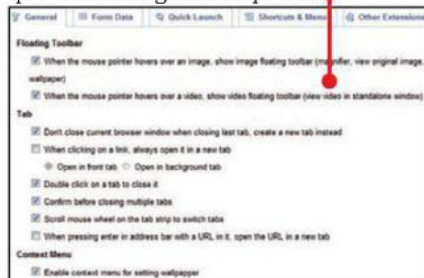 General Form Data Quick Launch Shortcuts & Menu Other Extensions
Floating Toolbar
When the mouse pointer hovers over an image, show image floating toolbar (magnifier, view original image,
wallpaper)
When the mouse pointer hovers over a video, show video floating toolbar (view video in standalone window)
Tab
Don't close current browser window when closing last tab, create a new tab instead
When clicking on a link, always open it in a new tab
Open in front tab Open in background tab
Double click on a tab to close it
Confirm before closing multiple tabs
Scroll mouse wheel on the tab strip to switch tabs
When pressing enter in address bar with a URL in it, open the URL in a new tab
Context Menu
Enable context menu for setting wallpapper